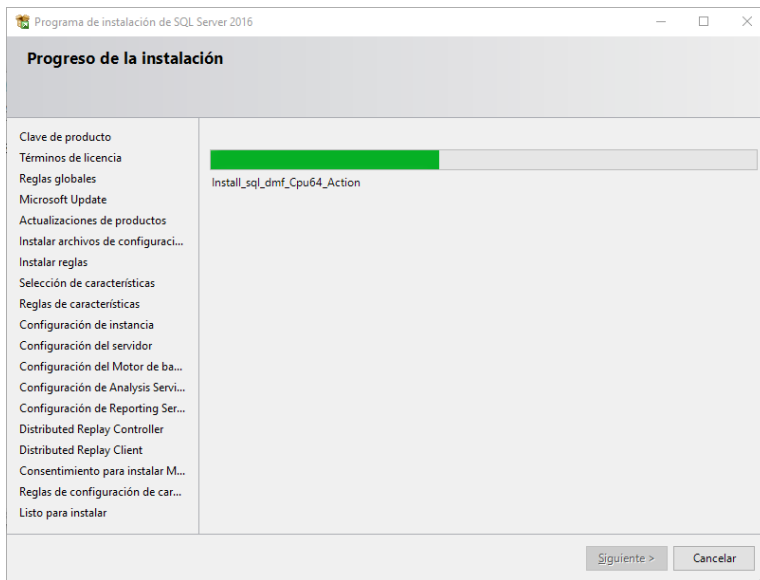 Programa de instalación de SQL Server 2016
Progreso de la instalación
Clave de producto
Términos de licencia
Reglas globales
Microsoft Update
Actualizaciones de productos
Instalar archivos de configuraci...
Instalar reglas
Selección de características
Reglas de características
Configuración de instancia
Configuración del servidor
Configuración del Motor de ba...
Configuración de Analysis Servi...
Configuración de Reporting Ser...
Distributed Replay Controller
Distributed Replay Client
Consentimiento para instalar M...
Reglas de configuración de car...
Listo para instalar
Install_sql_dmf_Cpu64_Action
Siguiente >
Cancelar